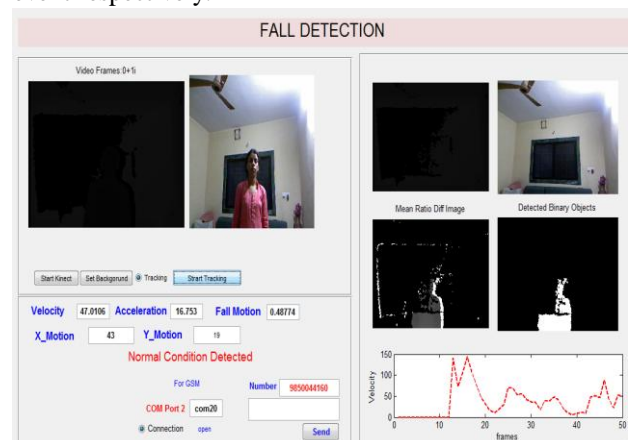 FALL DETECTION
Video Frames:0+1i
Start Kinect
Set Background
Tracking
Strart Tracking
Velocity 47.0106 Acceleration 16.753 Fall Motion 0.48774
X_Motion 43 Y_Motion 19
Normal Condition Detected
For GSM
Number 9850044160
COM Port 2 com20
Connection open
Send
Mean Ratio Diff Image
Detected Binary Objects
Velocity
150
100
50
0
0 10 20 30 40 50
frames